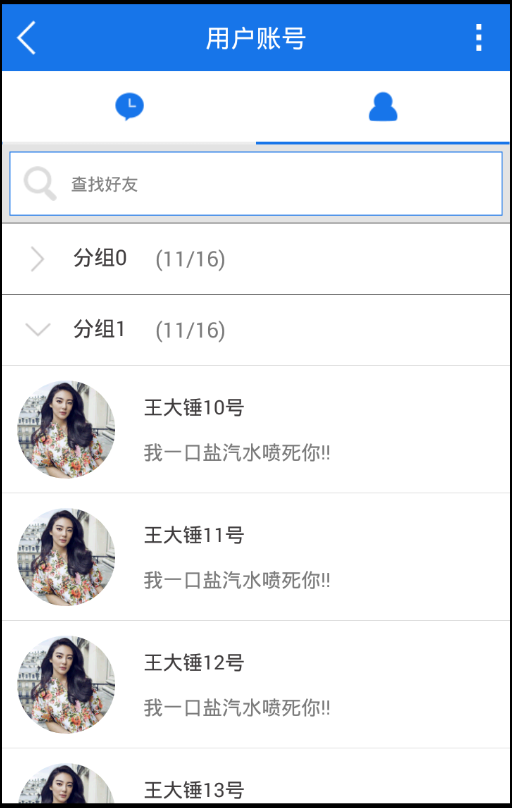 用户账号
查找好友
分组0 (11/16)
分组1 (11/16)
王大锤10号
我一口盐汽水喷死你!!
王大锤11号
我一口盐汽水喷死你!!
王大锤12号
我一口盐汽水喷死你!!
王大锤13号